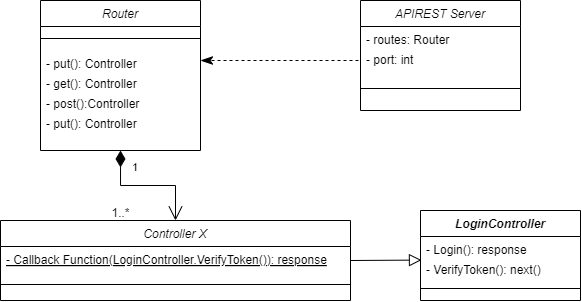 Router
- put(): Controller
- get(): Controller
- post():Controller
- put(): Controller
APIREST Server
- routes: Router
- port: int
1
1..*
Controller X
- Callback Function(LoginController.VerifyToken()): response
LoginController
- Login(): response
- VerifyToken(): next()